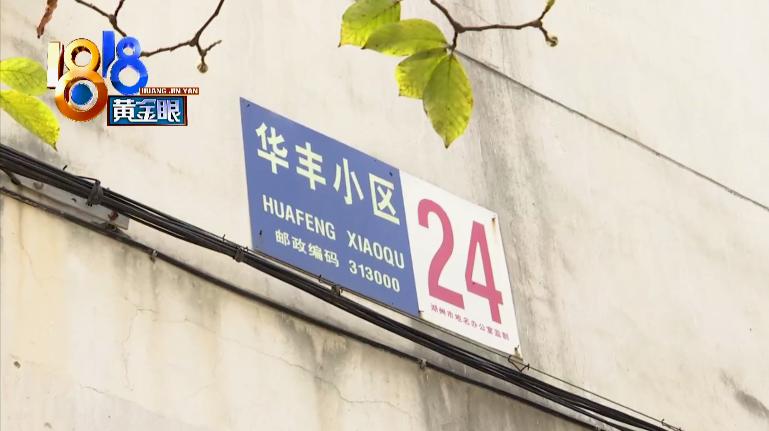 1818
HUANG JIN YAN
黄金眼
华丰小区
HUAFENG XIAOQU
邮政编码 313000
24
湖州市地名办公室监制